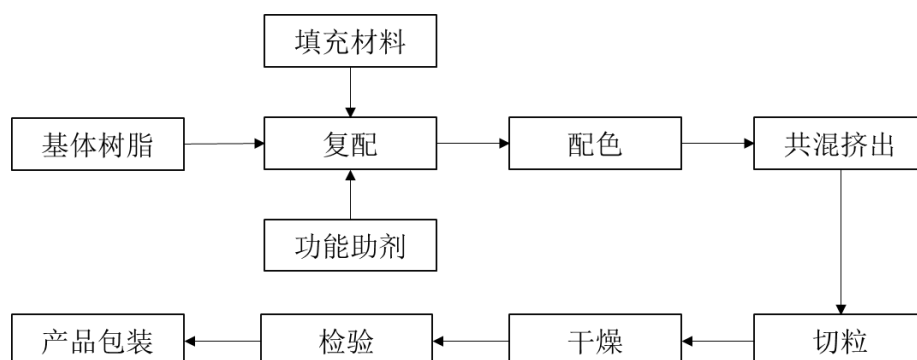 填充材料
基体树脂
复配
配色
共混挤出
功能助剂
产品包装
检验
干燥
切粒